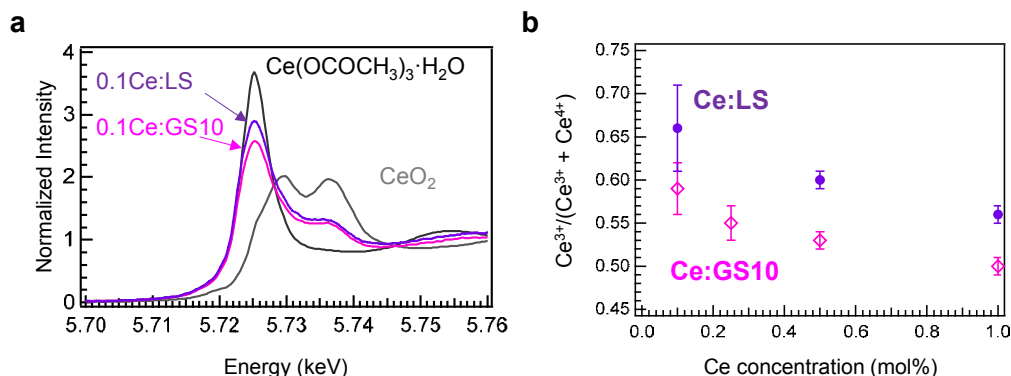 a
Normalized Intensity
4
3
2
1
0
0.1Ce:LS
0.1Ce:GS10
Ce(OCOCH₃)₃·H₂O
CeO₂
5.70 5.71 5.72 5.73 5.74 5.75 5.76
Energy (keV)
b
Ce³⁺/(Ce³⁺ + Ce⁴⁺)
0.75
0.70
0.65
0.60
0.55
0.50
0.45
Ce:LS
Ce:GS10
0.0 0.2 0.4 0.6 0.8 1.0
Ce concentration (mol%)